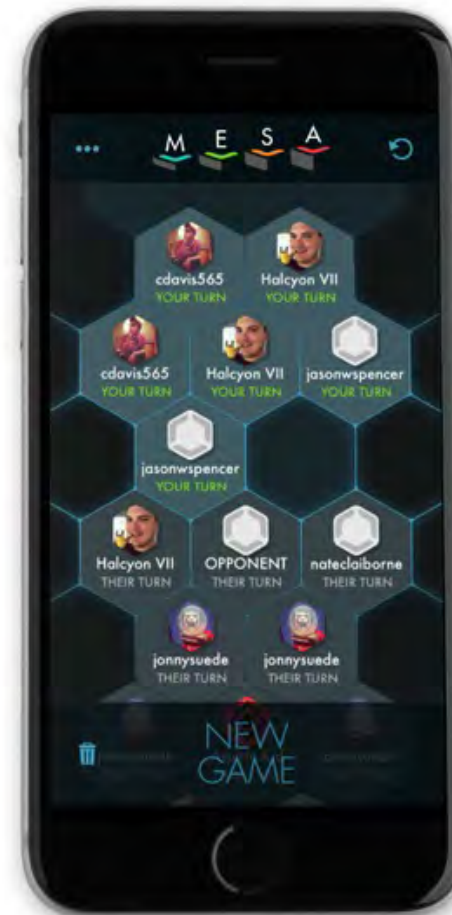 M E S A
cdavis565 Halcyon VII
YOUR TURN YOUR TURN
cdavis565 Halcyon VII jasonwspencer
YOUR TURN YOUR TURN YOUR TURN
jasonwspencer
YOUR TURN
Halcyon VII OPPONENT nateclaiborne
THEIR TURN THEIR TURN THEIR TURN
jonnysuede jonnysuede
THEIR TURN THEIR TURN
NEW
GAME